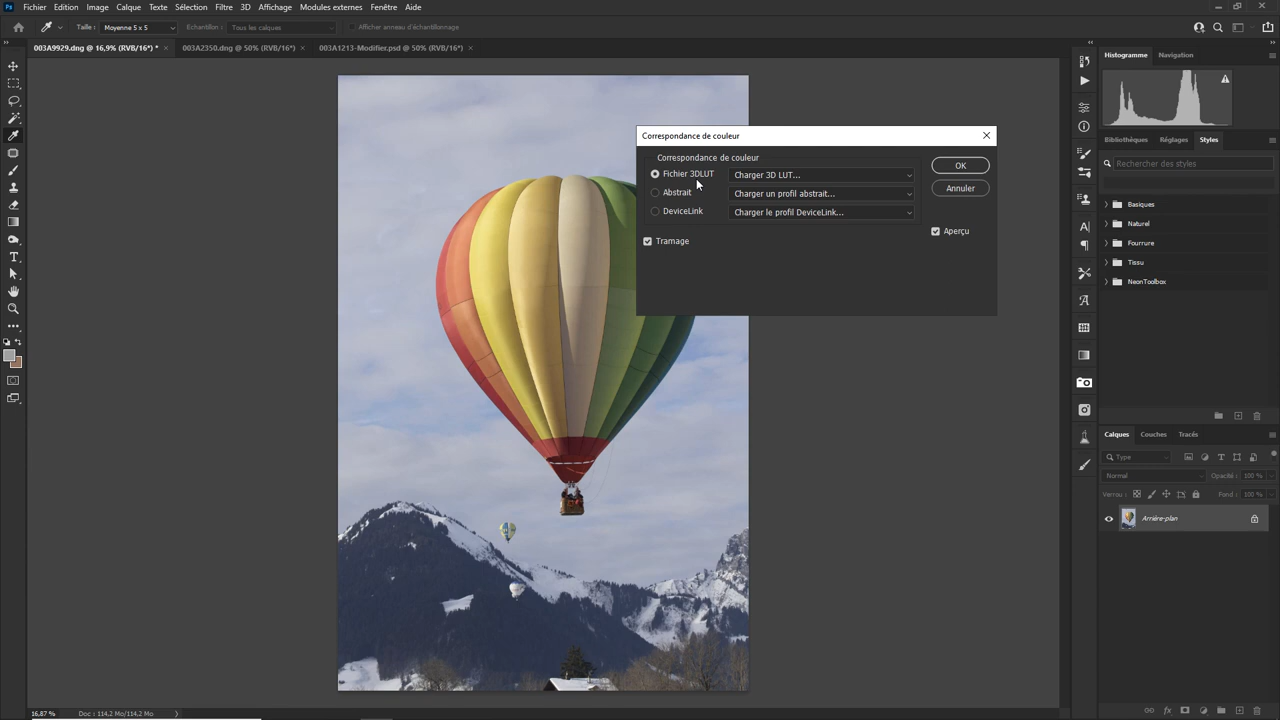 Ps Fichier Edition Image Calque Texte Sélection Filtre 3D Affichage Modules externes Fenêtre Aide
Taille : Moyenne 5 x 5 Echantillon : Tous les calques Afficher anneau d'échantillonnage
003A9929.dng @ 16,9% (RVB/16*) * × 003A2350.dng @ 50% (RVB/16*) × 003A1213-Modifier.psd @ 50% (RVB/16*) ×
Histogramme Navigation
Correspondance de couleur
Correspondance de couleur
Fichier 3DLUT Charger 3D LUT... OK
Abstrait Charger un profil abstrait... Annuler
DeviceLink Charger le profil DeviceLink...
Aperçu
Tramage
Bibliothèques Réglages Styles
Rechercher des styles
Basiques
Naturel
Fourrure
Tissu
NeonToolbox
Calques Couches Tracés
Type
Normal Opacité : 100 %
Verrou : Fond : 100 %
Arrière-plan
16,87 % Doc : 114,2 Mo/114,2 Mo